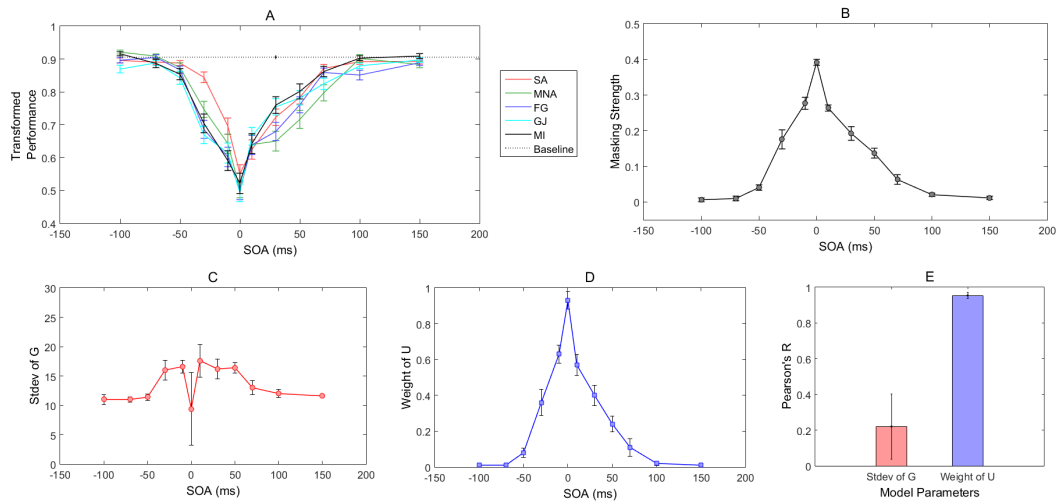 A
Transformed
Performance
1
0.9
0.8
0.7
0.6
0.5
0.4
-150 -100 -50 0 50 100 150 200
SOA (ms)
SA
MNA
FG
GJ
MI
Baseline
B
Masking Strength
0.5
0.4
0.3
0.2
0.1
0
-150 -100 -50 0 50 100 150 200
SOA (ms)
C
Stdev of G
30
25
20
15
10
5
0
-150 -100 -50 0 50 100 150 200
SOA (ms)
D
Weight of U
1
0.8
0.6
0.4
0.2
0
-150 -100 -50 0 50 100 150 200
SOA (ms)
E
Pearson's R
1
0.8
0.6
0.4
0.2
0
Stdev of G Weight of U
Model Parameters